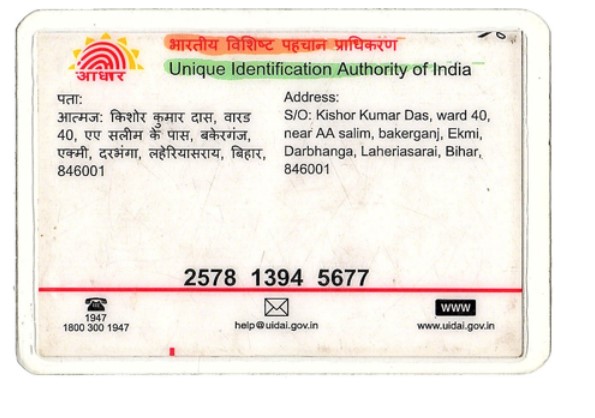 भारतीय विशिष्ट पहचान प्राधिकरण
Unique Identification Authority of India
आधार
पता:
आत्मज: किशोर कुमार दास, वारड
40, एए सलीम के पास, बकेरगंज,
एक्मी, दरभंगा, लहेरियासराय, बिहार,
846001
Address:
S/O: Kishor Kumar Das, ward 40,
near AA salim, bakerganj, Ekmi,
Darbhanga, Laheriasarai, Bihar,
846001
2578 1394 5677
1947
1800 300 1947
help@uidai.gov.in
www
www.uidai.gov.in